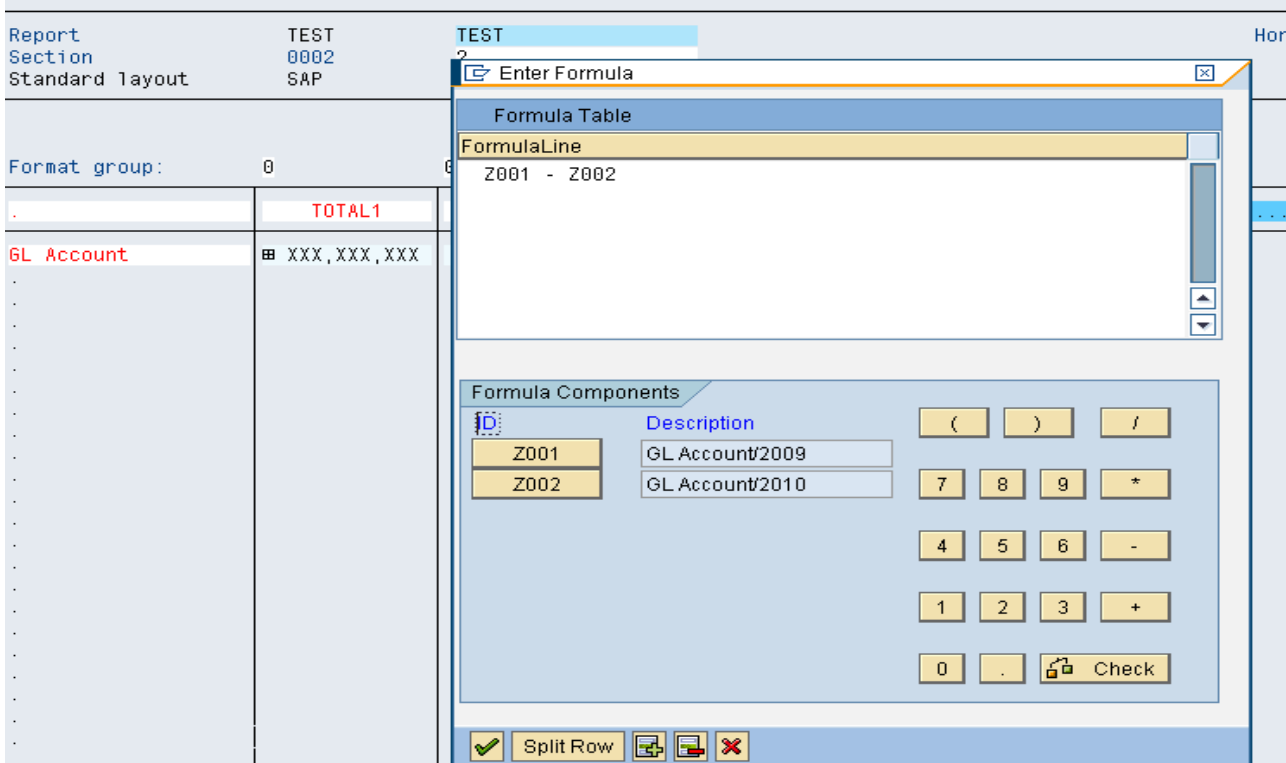 Report TEST TEST Hor
Section 0002 2
Standard layout SAP
Enter Formula
Formula Table
FormulaLine
Z001 - Z002
Format group: 0
. TOTAL1 ...
GL Account XXX,XXX,XXX
Formula Components
ID Description ( ) /
Z001 GL Account/2009
Z002 GL Account/2010 7 8 9 *
4 5 6 -
1 2 3 +
0 . Check
Split Row